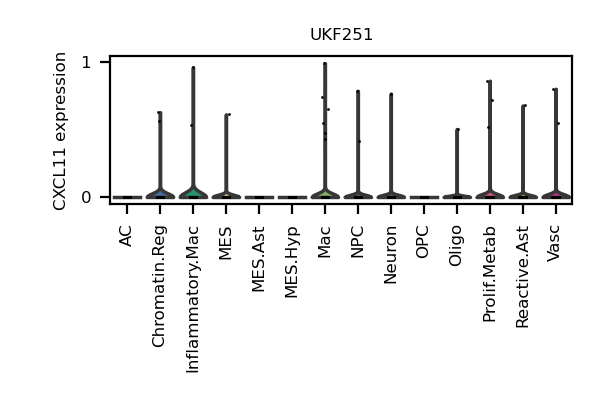 UKF251
CXCL11 expression
1
0
AC
Chromatin.Reg
Inflammatory.Mac
MES
MES.Ast
MES.Hyp
Mac
NPC
Neuron
OPC
Oligo
Prolif.Metab
Reactive.Ast
Vasc